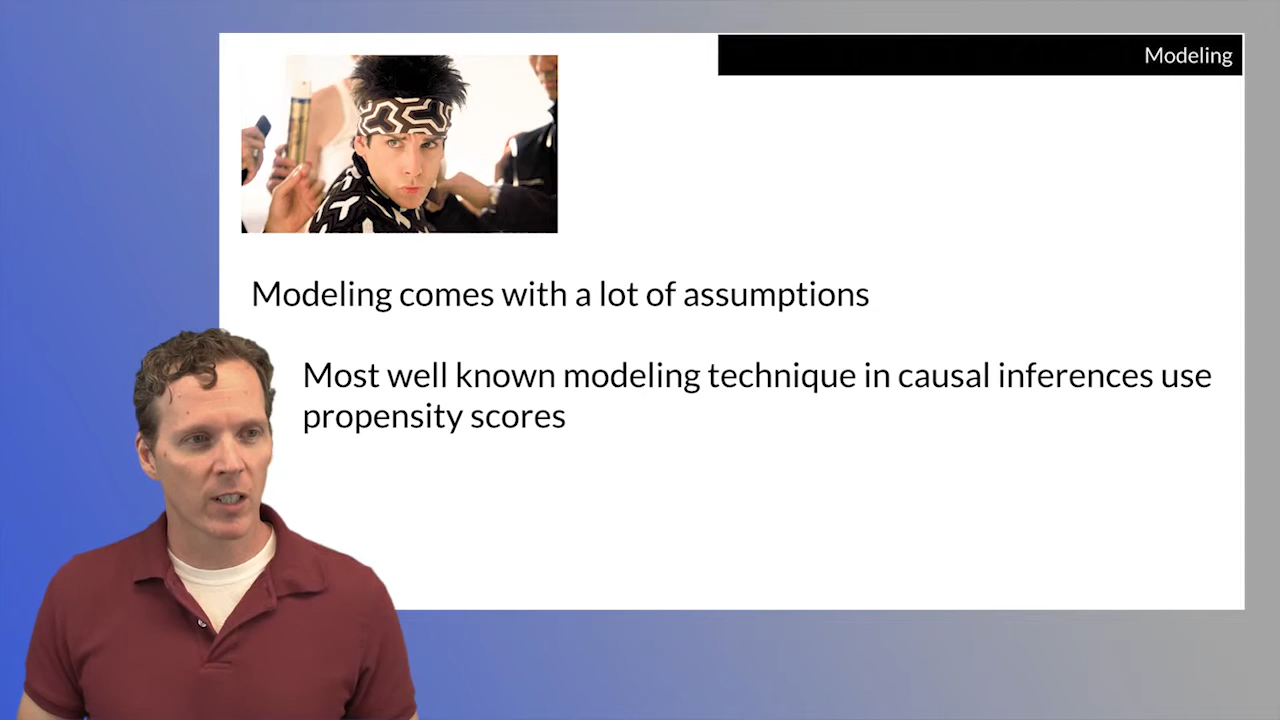 Modeling
Modeling comes with a lot of assumptions
Most well known modeling technique in causal inferences use
propensity scores